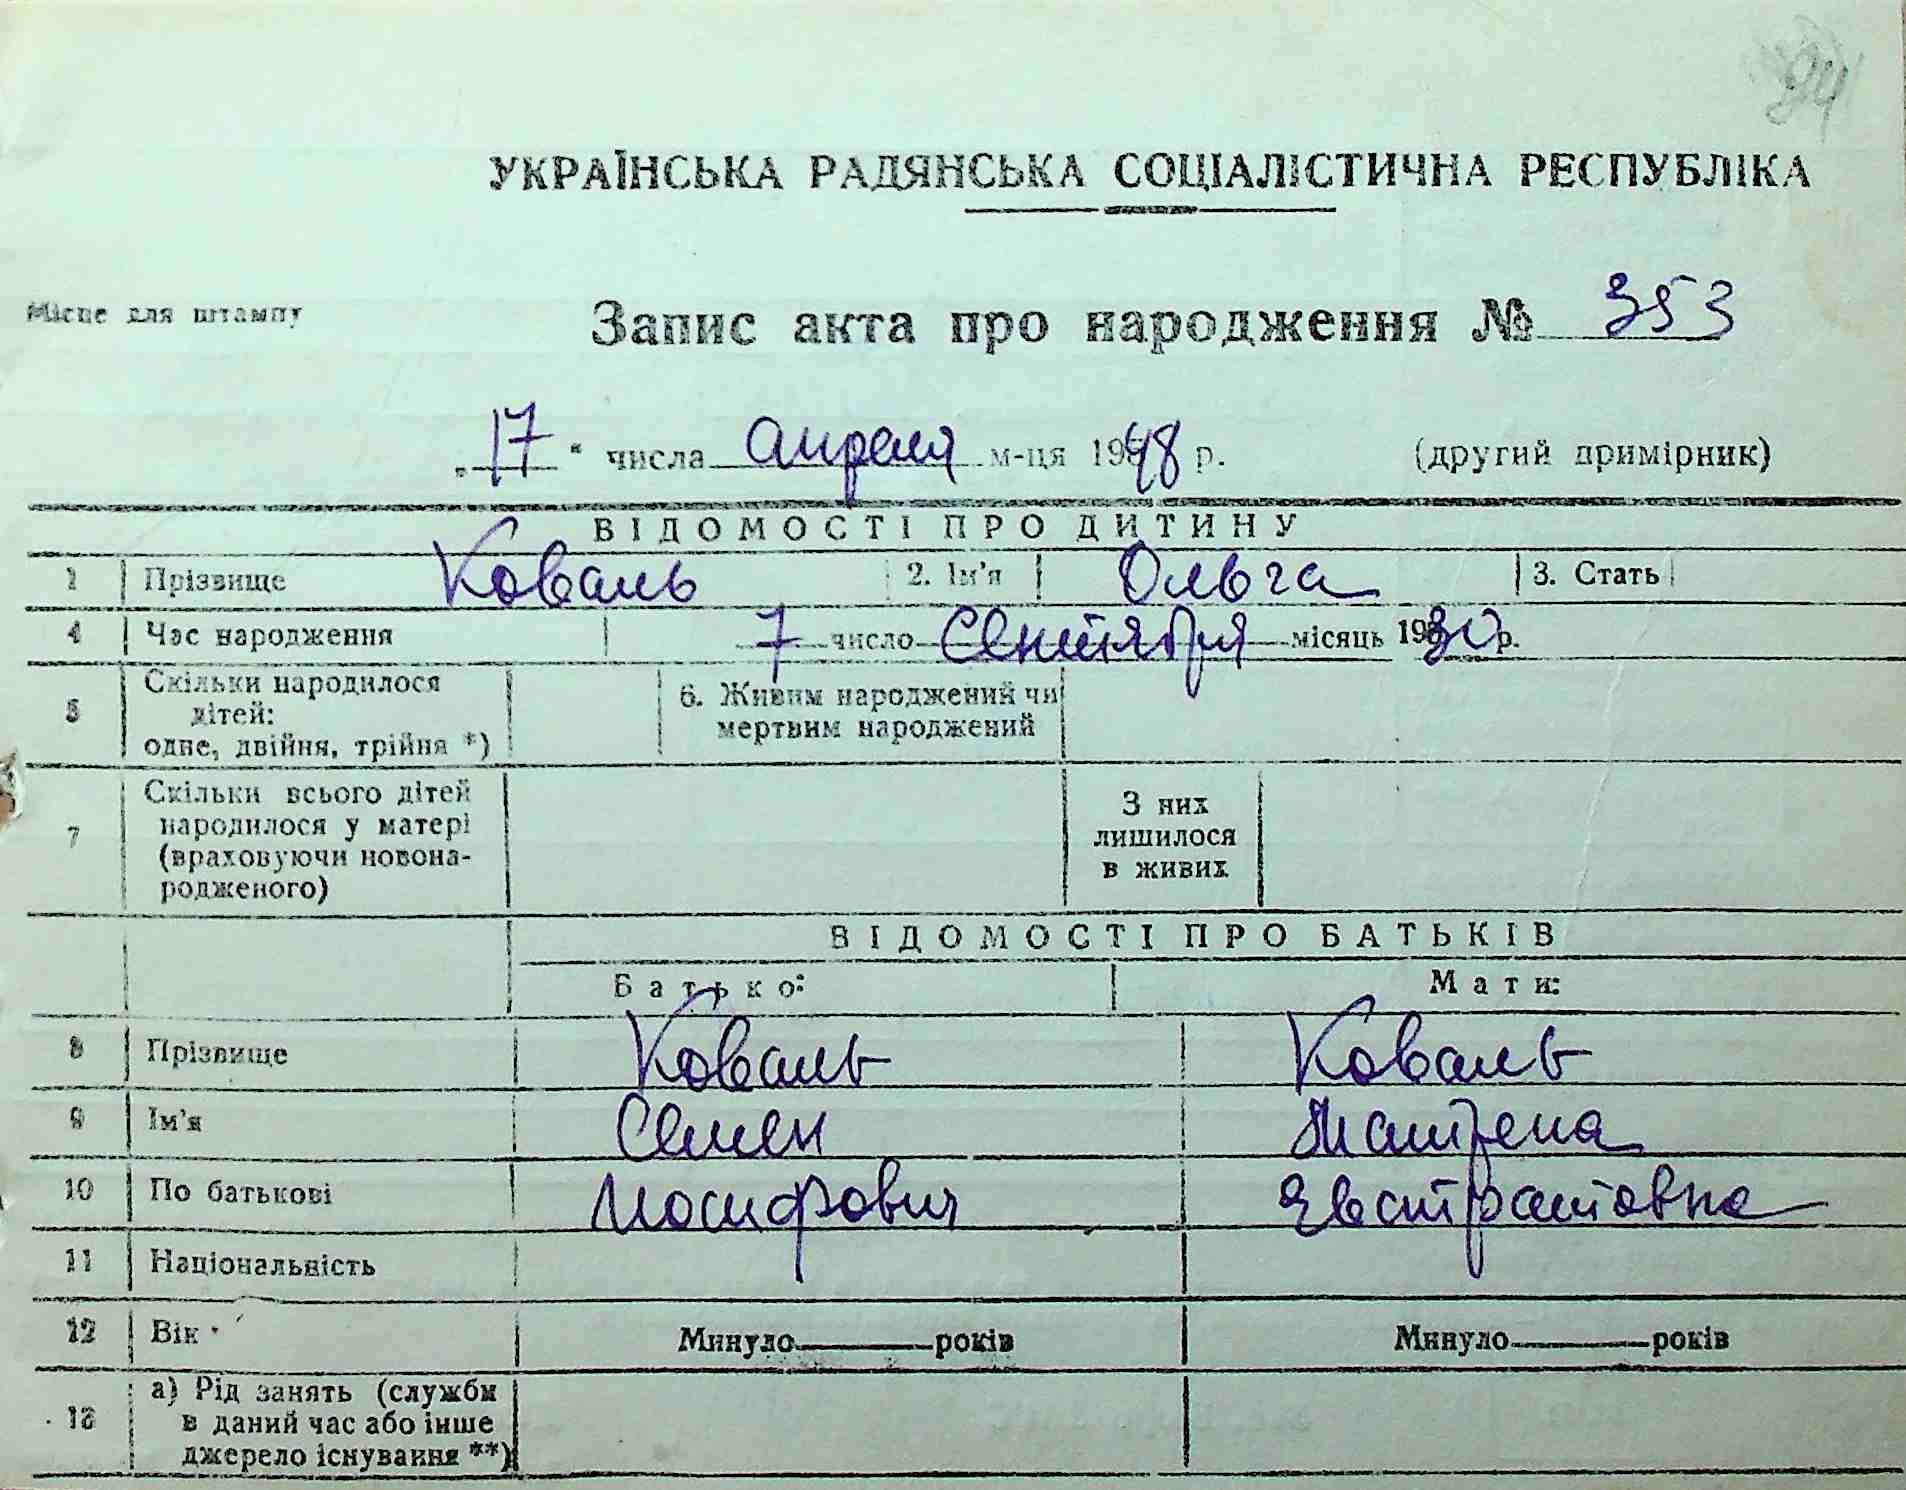 94
УКРАЇНСЬКА РАДЯНСЬКА СОЦІАЛІСТИЧНА РЕСПУБЛІКА
Місце для штампу
Запис акта про народження № 353
„17“ числа апреля м-ця 1948 р. (другий примірник)
ВІДОМОСТІ ПРО ДИТИНУ
1 Прізвище Коваль 2. Ім'я Ольга 3. Стать
4 Час народження 7 число Сентября місяць 1930 р.
5 Скільки народилося дітей: одне, двійня, трійня *) 6. Живим народжений чи мертвим народжений
7 Скільки всього дітей народилося у матері (враховуючи новонародженого) З них лишилося в живих
ВІДОМОСТІ ПРО БАТЬКІВ
Батько: Мати:
8 Прізвище Коваль Коваль
9 Ім'я Семен Матрена
10 По батькові Иосифович Евстратовна
11 Національність
12 Вік Минуло років Минуло років
13 а) Рід занять (служби в даний час або інше джерело існування **)